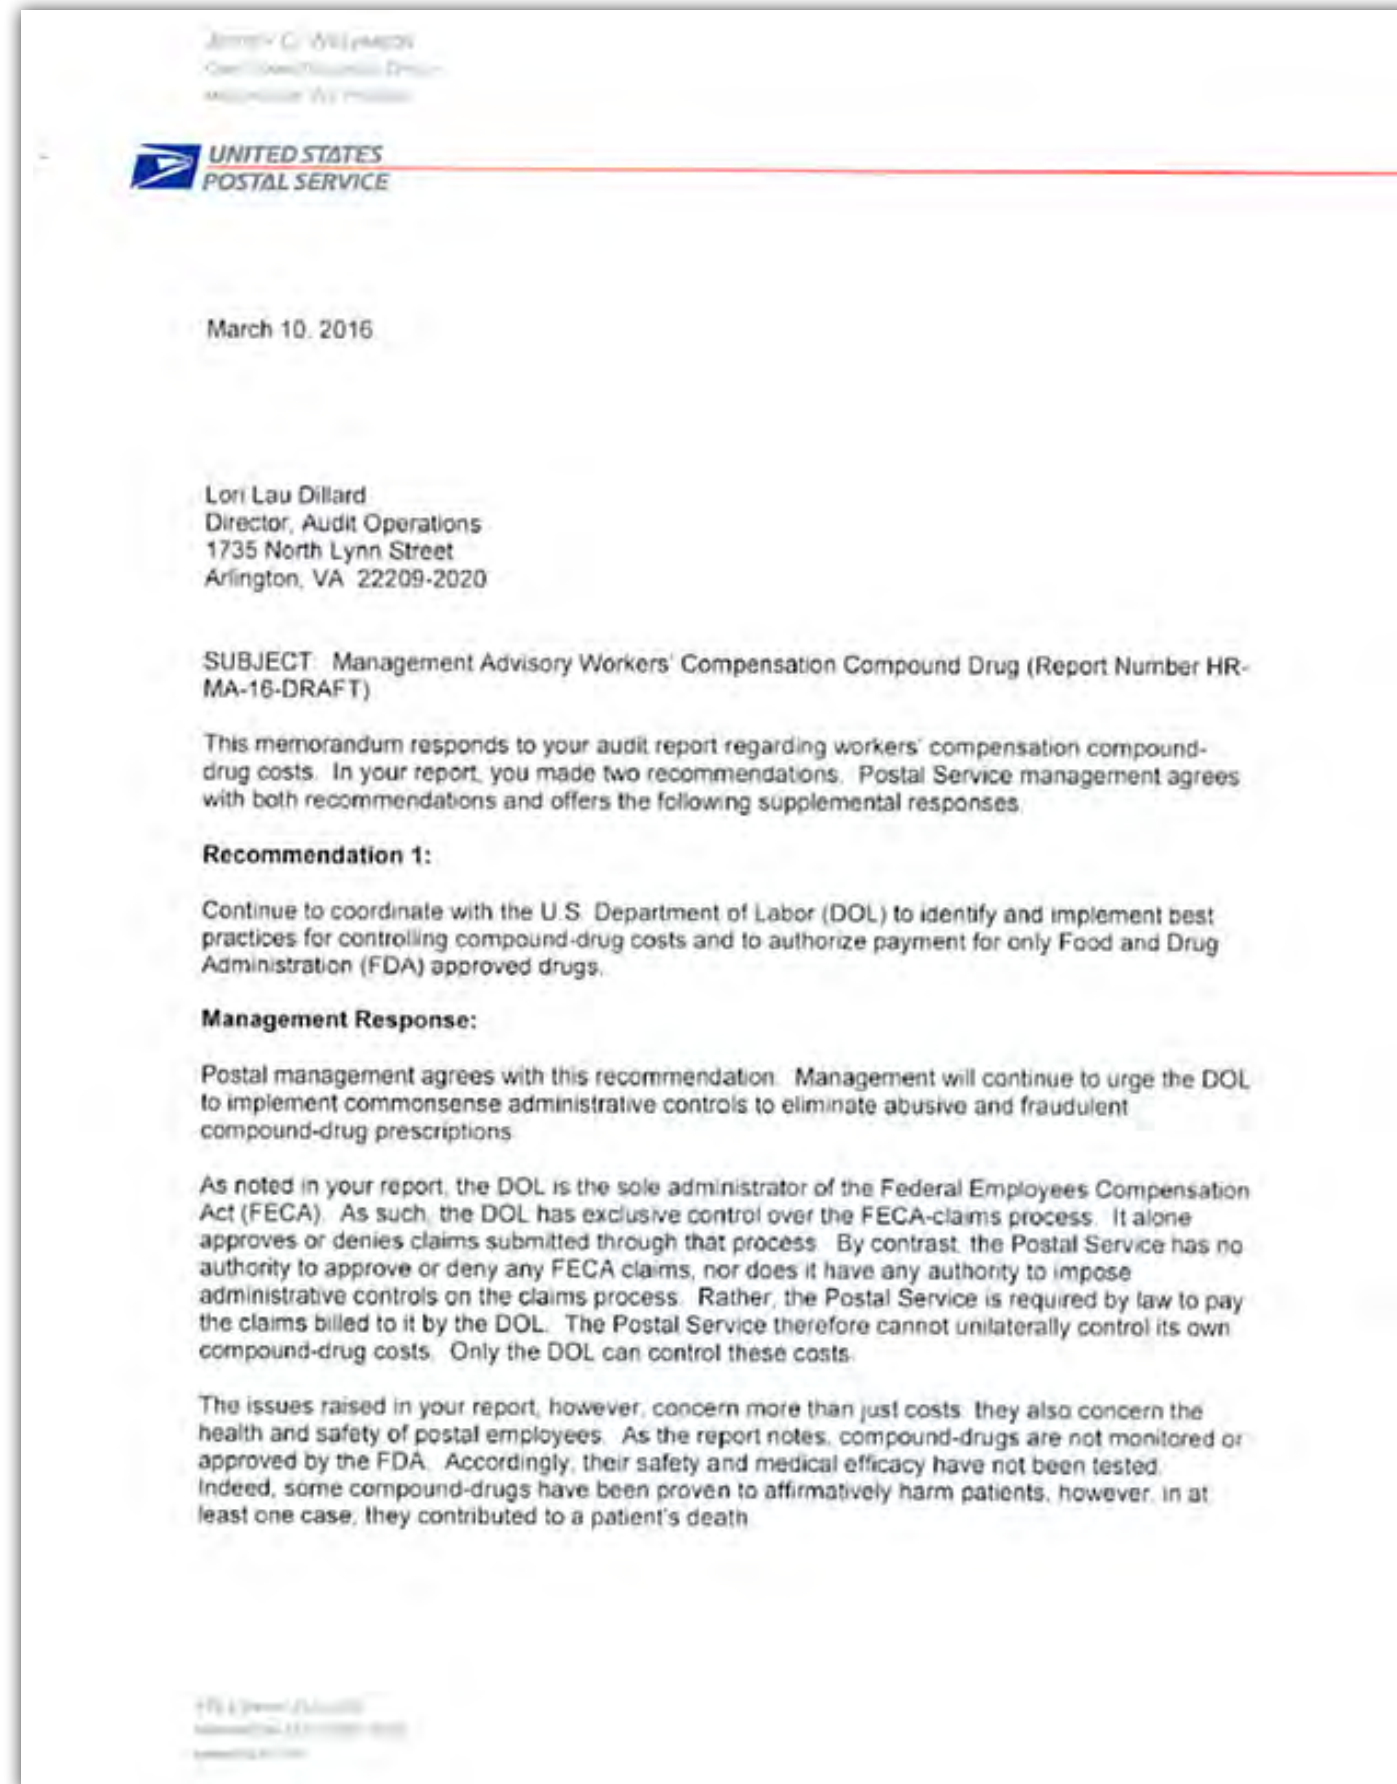 UNITED STATES
POSTAL SERVICE
March 10, 2016
Lori Lau Dillard
Director, Audit Operations
1735 North Lynn Street
Arlington, VA 22209-2020
SUBJECT: Management Advisory Workers' Compensation Compound Drug (Report Number HR-
MA-16-DRAFT)
This memorandum responds to your audit report regarding workers' compensation compound-
drug costs. In your report, you made two recommendations. Postal Service management agrees
with both recommendations and offers the following supplemental responses.
Recommendation 1:
Continue to coordinate with the U.S. Department of Labor (DOL) to identify and implement best
practices for controlling compound-drug costs and to authorize payment for only Food and Drug
Administration (FDA) approved drugs.
Management Response:
Postal management agrees with this recommendation. Management will continue to urge the DOL
to implement commonsense administrative controls to eliminate abusive and fraudulent
compound-drug prescriptions.
As noted in your report, the DOL is the sole administrator of the Federal Employees Compensation
Act (FECA). As such, the DOL has exclusive control over the FECA-claims process. It alone
approves or denies claims submitted through that process. By contrast, the Postal Service has no
authority to approve or deny any FECA claims, nor does it have any authority to impose
administrative controls on the claims process. Rather, the Postal Service is required by law to pay
the claims billed to it by the DOL. The Postal Service therefore cannot unilaterally control its own
compound-drug costs. Only the DOL can control these costs.
The issues raised in your report, however, concern more than just costs: they also concern the
health and safety of postal employees. As the report notes, compound-drugs are not monitored or
approved by the FDA. Accordingly, their safety and medical efficacy have not been tested.
Indeed, some compound-drugs have been proven to affirmatively harm patients, however, in at
least one case, they contributed to a patient's death.